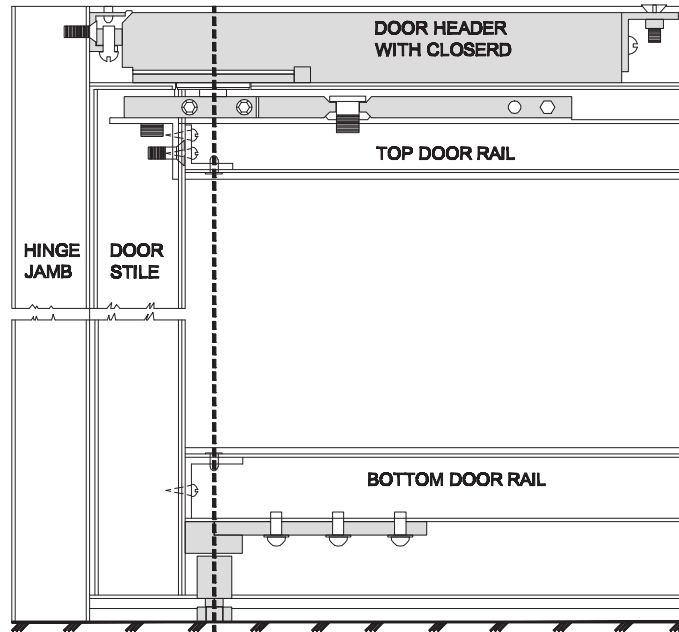 DOOR HEADER
WITH CLOSERD
TOP DOOR RAIL
HINGE
JAMB
DOOR
STILE
BOTTOM DOOR RAIL